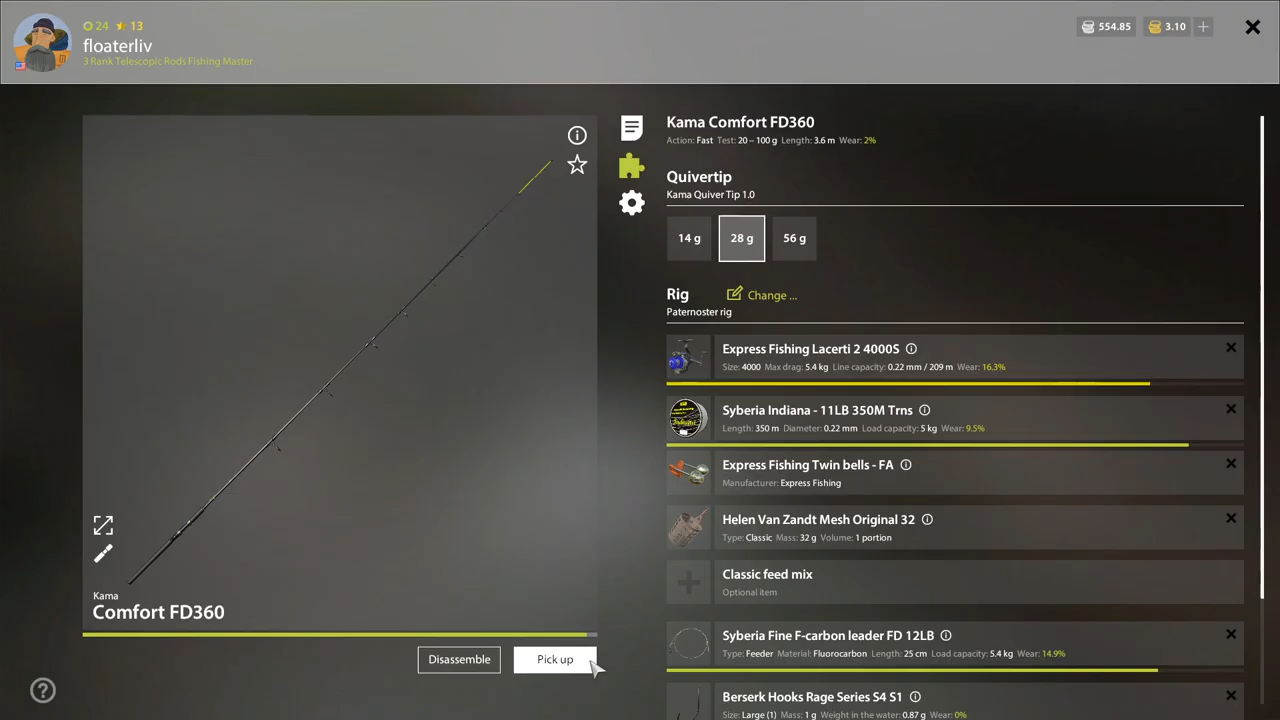 24 13
floaterliv
3 Rank Telescopic Rods Fishing Master
554.85
3.10 +
Kama Comfort FD360
Action: Fast Test: 20 – 100 g Length: 3.6 m Wear: 2%
Quivertip
Kama Quiver Tip 1.0
14 g
28 g
56 g
Rig
Change ...
Paternoster rig
Express Fishing Lacerti 2 4000S
Size: 4000 Max drag: 5.4 kg Line capacity: 0.22 mm / 209 m Wear: 16.3%
Syberia Indiana - 11LB 350M Trns
Length: 350 m Diameter: 0.22 mm Load capacity: 5 kg Wear: 9.5%
Express Fishing Twin bells - FA
Manufacturer: Express Fishing
Helen Van Zandt Mesh Original 32
Type: Classic Mass: 32 g Volume: 1 portion
Classic feed mix
Optional item
Syberia Fine F-carbon leader FD 12LB
Type: Feeder Material: Fluorocarbon Length: 25 cm Load capacity: 5.4 kg Wear: 14.9%
Berserk Hooks Rage Series S4 S1
Size: Large (1) Mass: 1 g Weight in the water: 0.87 g Wear: 0%
Kama
Comfort FD360
Disassemble
Pick up
?